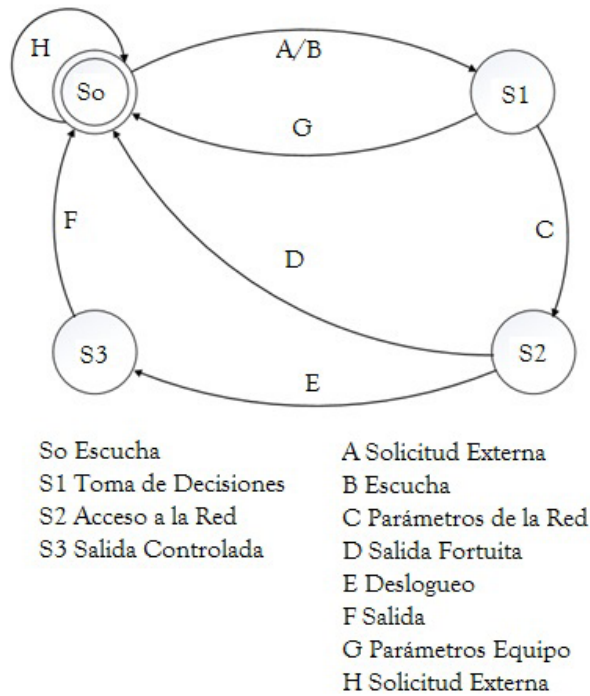 H
A/B
So
S1
G
F
D
C
S3
S2
E
So Escucha
S1 Toma de Decisiones
S2 Acceso a la Red
S3 Salida Controlada
A Solicitud Externa
B Escucha
C Parámetros de la Red
D Salida Fortuita
E Deslogueo
F Salida
G Parámetros Equipo
H Solicitud Externa